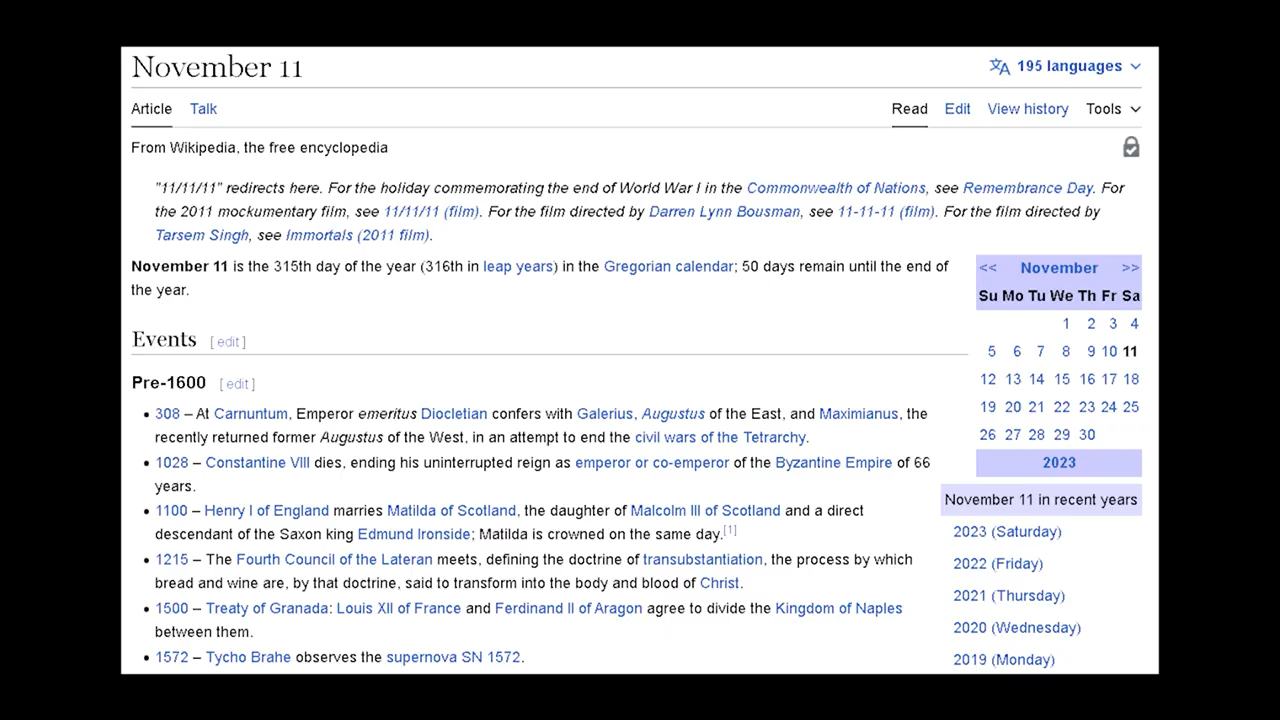 November 11
195 languages
Article Talk
Read Edit View history Tools
From Wikipedia, the free encyclopedia
"11/11/11" redirects here. For the holiday commemorating the end of World War I in the Commonwealth of Nations, see Remembrance Day. For
the 2011 mockumentary film, see 11/11/11 (film). For the film directed by Darren Lynn Bousman, see 11-11-11 (film). For the film directed by
Tarsem Singh, see Immortals (2011 film).
November 11 is the 315th day of the year (316th in leap years) in the Gregorian calendar; 50 days remain until the end of
the year.
Events [ edit ]
Pre-1600 [ edit ]
• 308 – At Carnuntum, Emperor emeritus Diocletian confers with Galerius, Augustus of the East, and Maximianus, the
recently returned former Augustus of the West, in an attempt to end the civil wars of the Tetrarchy.
• 1028 – Constantine VIII dies, ending his uninterrupted reign as emperor or co-emperor of the Byzantine Empire of 66
years.
• 1100 – Henry I of England marries Matilda of Scotland, the daughter of Malcolm III of Scotland and a direct
descendant of the Saxon king Edmund Ironside; Matilda is crowned on the same day.[1]
• 1215 – The Fourth Council of the Lateran meets, defining the doctrine of transubstantiation, the process by which
bread and wine are, by that doctrine, said to transform into the body and blood of Christ.
• 1500 – Treaty of Granada: Louis XII of France and Ferdinand II of Aragon agree to divide the Kingdom of Naples
between them.
• 1572 – Tycho Brahe observes the supernova SN 1572.
<< November >>
Su Mo Tu We Th Fr Sa
1 2 3 4
5 6 7 8 9 10 11
12 13 14 15 16 17 18
19 20 21 22 23 24 25
26 27 28 29 30
2023
November 11 in recent years
2023 (Saturday)
2022 (Friday)
2021 (Thursday)
2020 (Wednesday)
2019 (Monday)